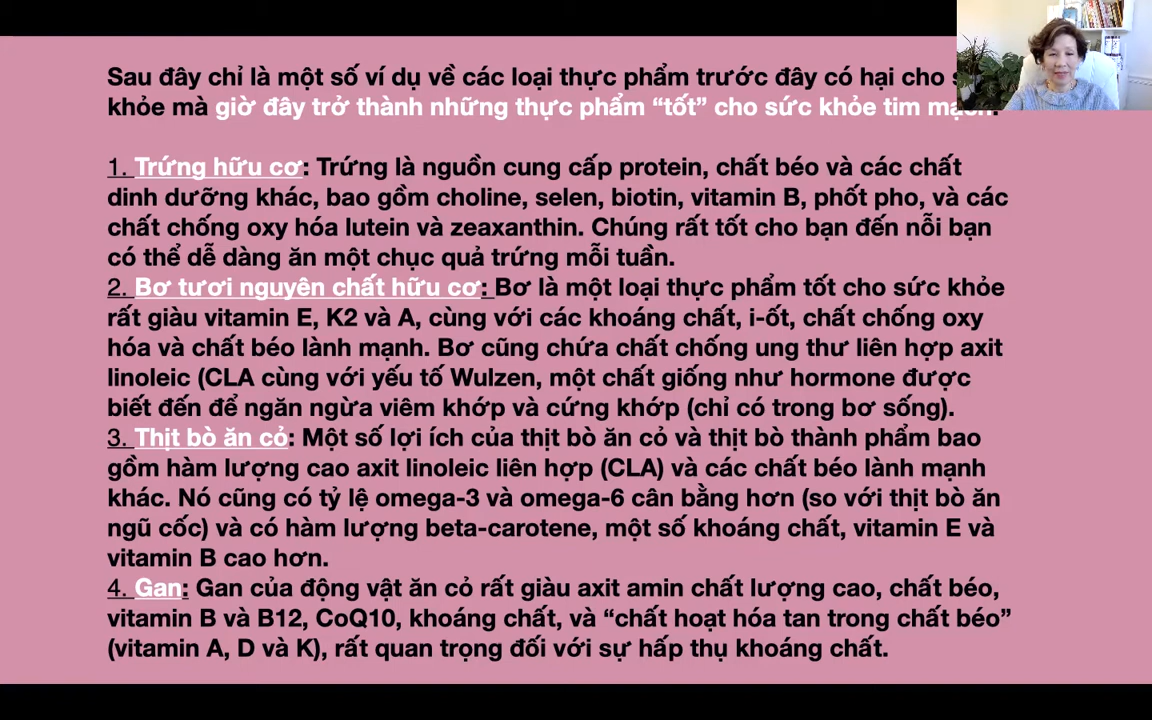 Sau đây chỉ là một số ví dụ về các loại thực phẩm trước đây có hại cho
khỏe mà giờ đây trở thành những thực phẩm “tốt” cho sức khỏe tim
1. Trứng hữu cơ: Trứng là nguồn cung cấp protein, chất béo và các chất
dinh dưỡng khác, bao gồm choline, selen, biotin, vitamin B, phốt pho, và các
chất chống oxy hóa lutein và zeaxanthin. Chúng rất tốt cho bạn đến nỗi bạn
có thể dễ dàng ăn một chục quả trứng mỗi tuần.
2. Bơ tươi nguyên chất hữu cơ: Bơ là một loại thực phẩm tốt cho sức khỏe
rất giàu vitamin E, K2 và A, cùng với các khoáng chất, i-ốt, chất chống oxy
hóa và chất béo lành mạnh. Bơ cũng chứa chất chống ung thư liên hợp axit
linoleic (CLA cùng với yếu tố Wulzen, một chất giống như hormone được
biết đến để ngăn ngừa viêm khớp và cứng khớp (chỉ có trong bơ sống).
3. Thịt bò ăn cỏ: Một số lợi ích của thịt bò ăn cỏ và thịt bò thành phẩm bao
gồm hàm lượng cao axit linoleic liên hợp (CLA) và các chất béo lành mạnh
khác. Nó cũng có tỷ lệ omega-3 và omega-6 cân bằng hơn (so với thịt bò ăn
ngũ cốc) và có hàm lượng beta-carotene, một số khoáng chất, vitamin E và
vitamin B cao hơn.
4. Gan: Gan của động vật ăn cỏ rất giàu axit amin chất lượng cao, chất béo,
vitamin B và B12, CoQ10, khoáng chất, và “chất hoạt hóa tan trong chất béo”
(vitamin A, D và K), rất quan trọng đối với sự hấp thụ khoáng chất.